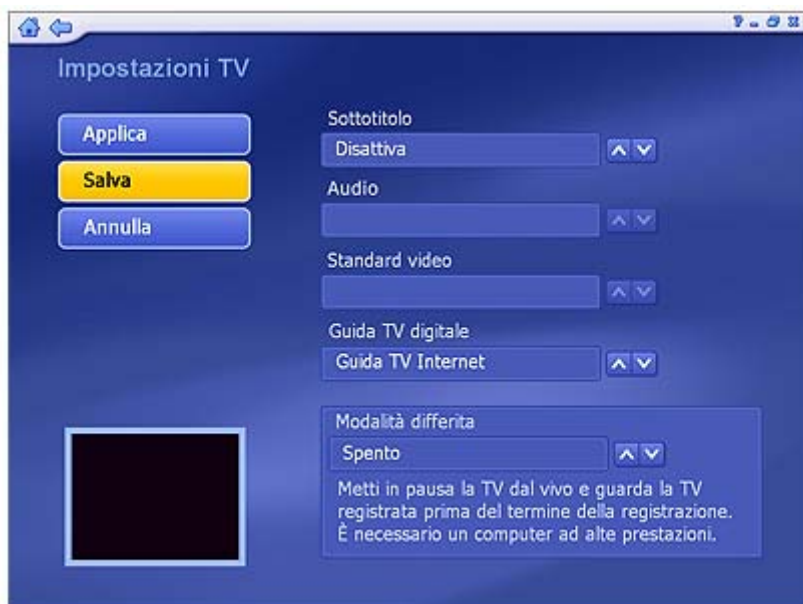 Impostazioni TV
Applica
Salva
Annulla
Sottotitolo
Disattiva
Audio
Standard video
Guida TV digitale
Guida TV Internet
Modalità differita
Spento
Metti in pausa la TV dal vivo e guarda la TV
registrata prima del termine della registrazione.
È necessario un computer ad alte prestazioni.